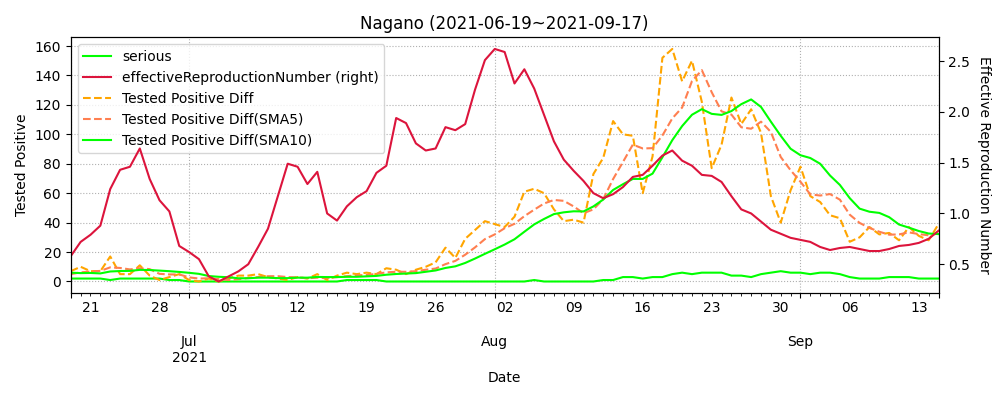 Nagano (2021-06-19~2021-09-17)
serious
effectiveReproductionNumber (right)
Tested Positive Diff
Tested Positive Diff(SMA5)
Tested Positive Diff(SMA10)
160
140
120
100
80
60
40
20
0
Tested Positive
2.5
2.0
1.5
1.0
0.5
Effective Reproduction Number
21 28 05 12 19 26 02 09 16 23 30 06 13
Jul Aug Sep
2021
Date